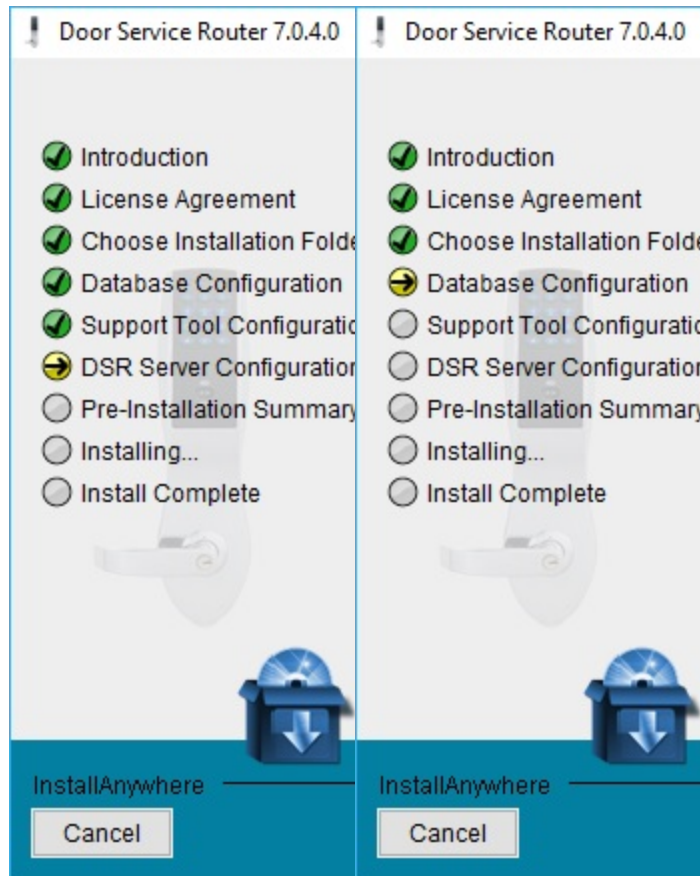 Door Service Router 7.0.4.0
Introduction
License Agreement
Choose Installation Folde
Database Configuration
Support Tool Configuratio
DSR Server Configuration
Pre-Installation Summary
Installing...
Install Complete
InstallAnywhere
Cancel
Door Service Router 7.0.4.0
Introduction
License Agreement
Choose Installation Folde
Database Configuration
Support Tool Configuratio
DSR Server Configuration
Pre-Installation Summary
Installing...
Install Complete
InstallAnywhere
Cancel